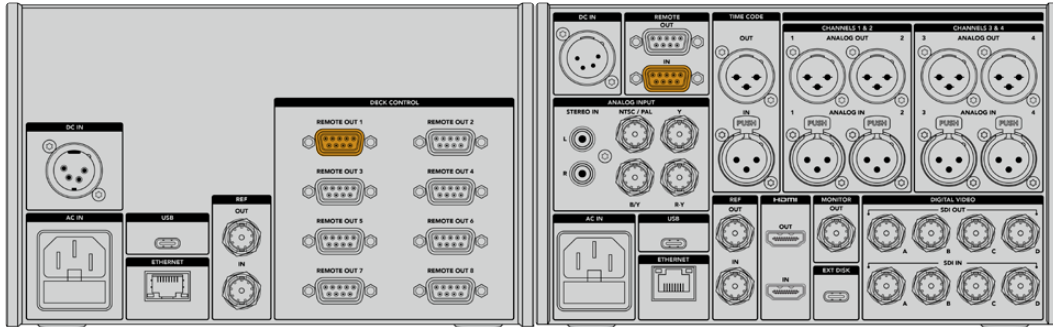 DECK CONTROL
REMOTE OUT 1
REMOTE OUT 2
DC IN
REMOTE OUT 3
REMOTE OUT 4
REF
OUT
AC IN
USB
REMOTE OUT 5
REMOTE OUT 6
ETHERNET
IN
REMOTE OUT 7
REMOTE OUT 8
DC IN
REMOTE
OUT
IN
TIME CODE
OUT
IN
PUSH
CHANNELS 1 & 2
1 ANALOG OUT 2
1 ANALOG IN 2
PUSH PUSH
CHANNELS 3 & 4
3 ANALOG OUT 4
3 ANALOG IN 4
PUSH PUSH
ANALOG INPUT
STEREO IN NTSC / PAL Y
L
R
B/Y R-Y
AC IN
USB
ETHERNET
REF
OUT
IN
HDMI
OUT
IN
MONITOR
OUT
EXT DISK
DIGITAL VIDEO
SDI OUT
A B C D
SDI IN
A B C D